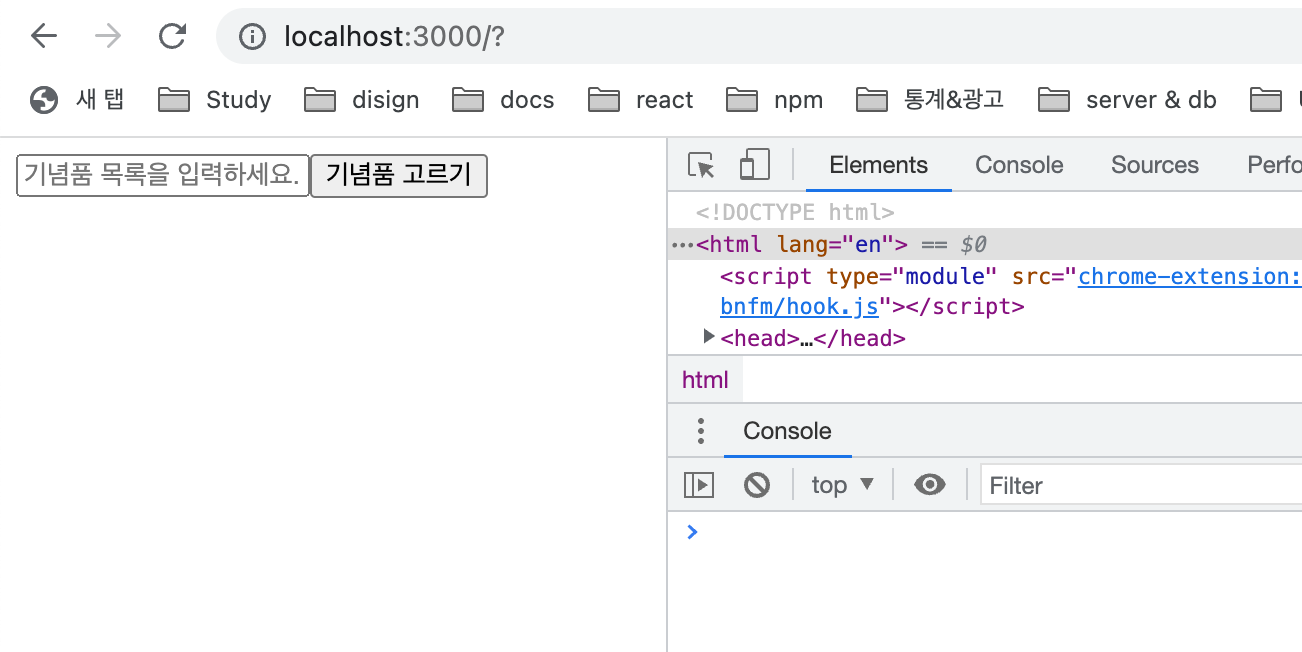 localhost:3000/?
새 탭 Study disign docs react npm 통계&광고 server & db
기념품 목록을 입력하세요. 기념품 고르기
Elements Console Sources Perfo
<!DOCTYPE html>
…<html lang="en"> == $0
<script type="module" src="chrome-extension:
bnfm/hook.js"></script>
<head>…</head>
html
Console
top Filter